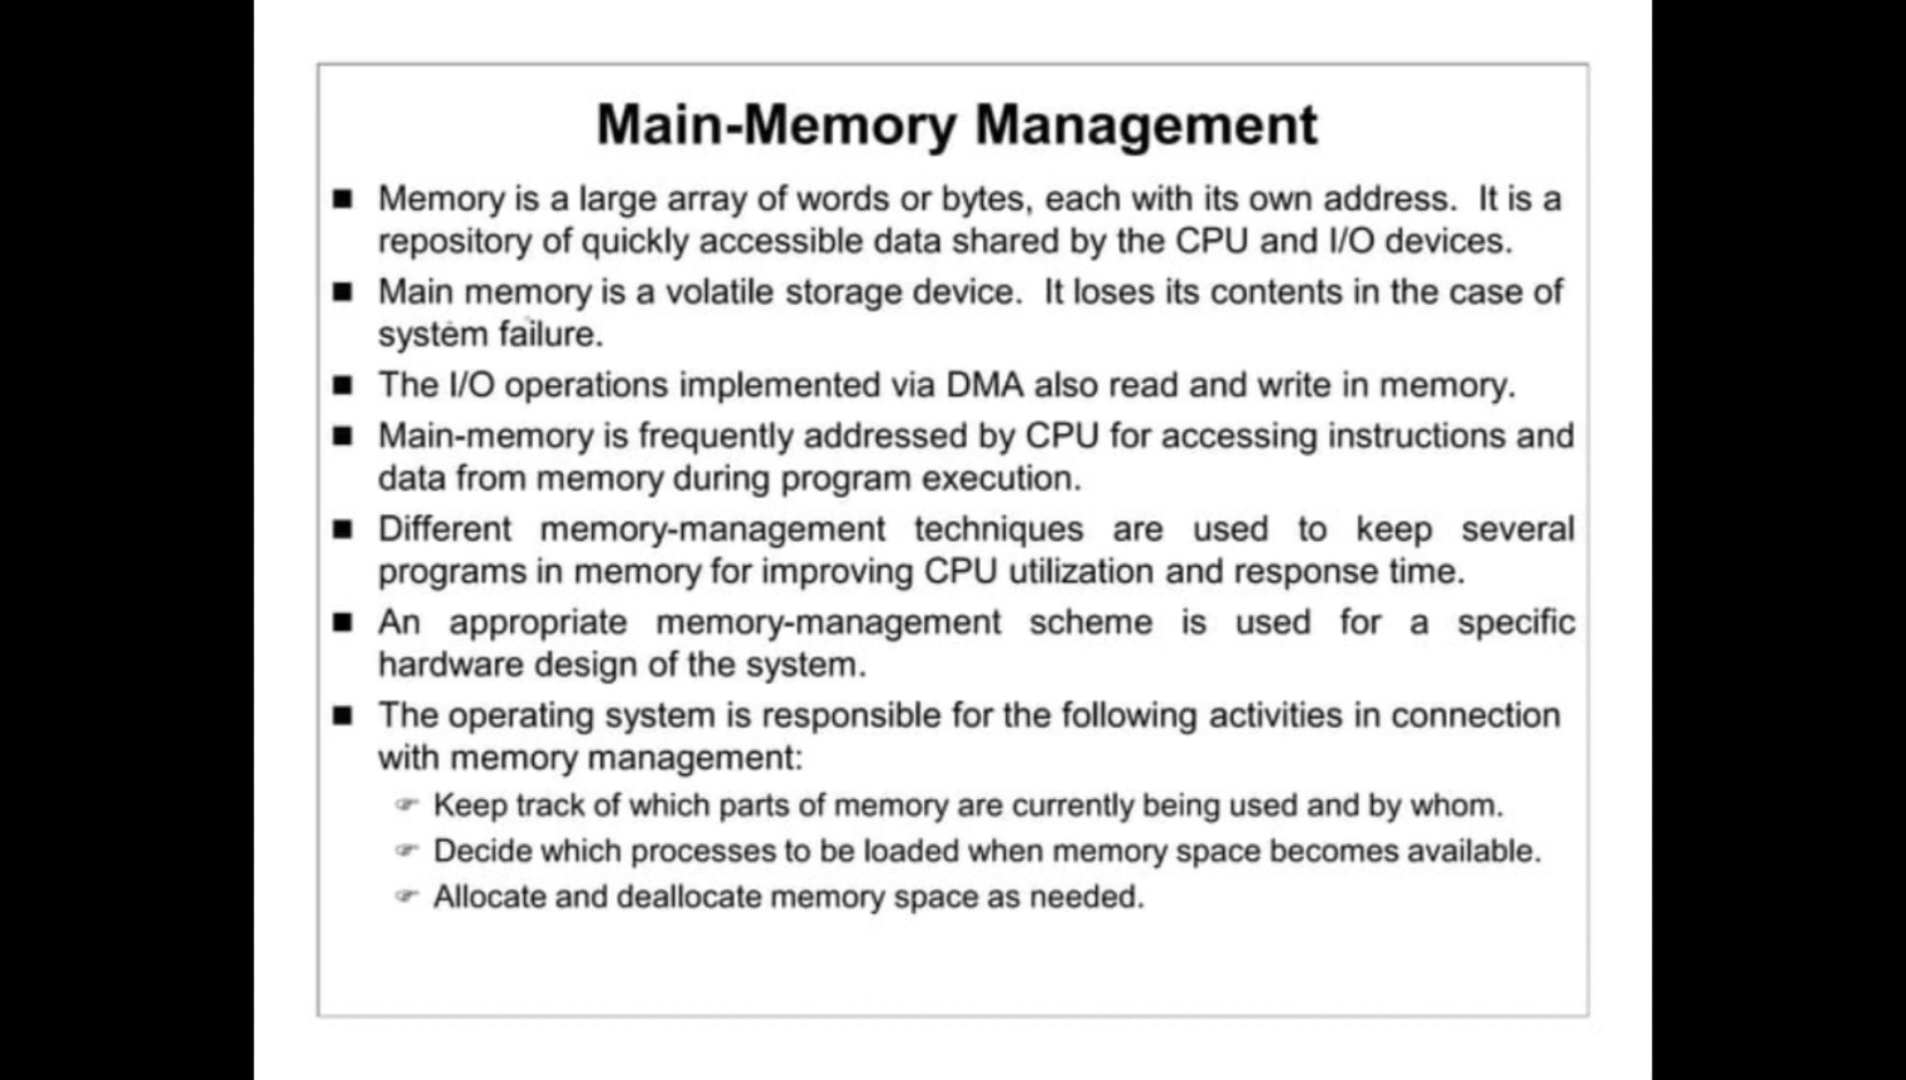 Main-Memory Management
Memory is a large array of words or bytes, each with its own address. It is a
repository of quickly accessible data shared by the CPU and I/O devices.
Main memory is a volatile storage device. It loses its contents in the case of
system failure.
The I/O operations implemented via DMA also read and write in memory.
Main-memory is frequently addressed by CPU for accessing instructions and
data from memory during program execution.
Different memory-management techniques are used to keep several
programs in memory for improving CPU utilization and response time.
An appropriate memory-management scheme is used for a specific
hardware design of the system.
The operating system is responsible for the following activities in connection
with memory management:
Keep track of which parts of memory are currently being used and by whom.
Decide which processes to be loaded when memory space becomes available.
Allocate and deallocate memory space as needed.